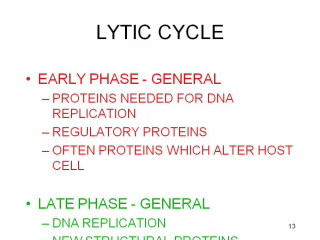 LYTIC CYCLE
• EARLY PHASE - GENERAL
– PROTEINS NEEDED FOR DNA
REPLICATION
– REGULATORY PROTEINS
– OFTEN PROTEINS WHICH ALTER HOST
CELL
• LATE PHASE - GENERAL
– DNA REPLICATION
– NEW STRUCTURAL PROTEINS
13